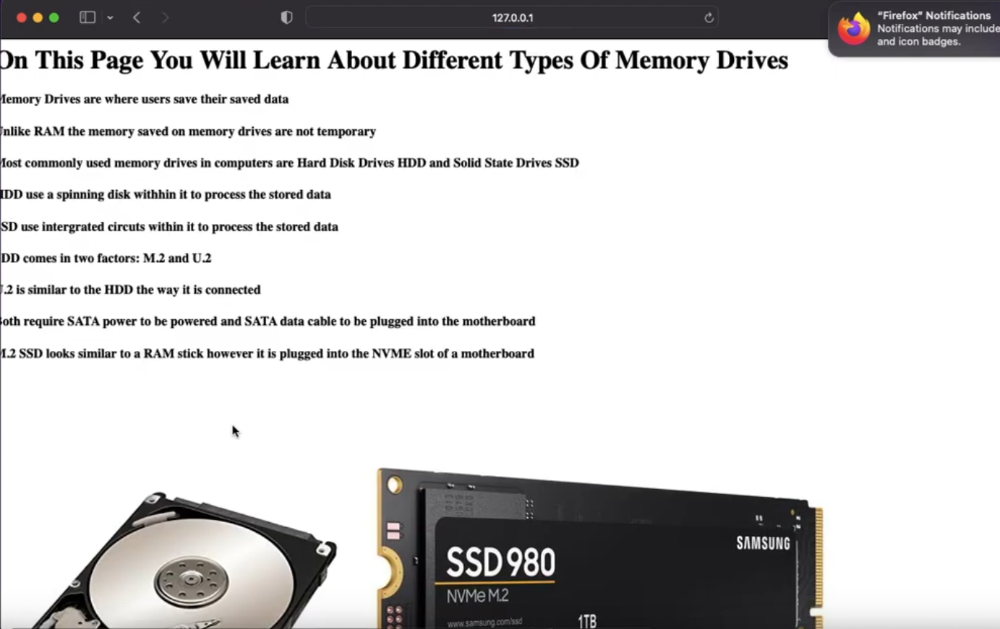 127.0.0.1
"Firefox" Notifications
Notifications may include
and icon badges.
On This Page You Will Learn About Different Types Of Memory Drives
Memory Drives are where users save their saved data
Unlike RAM the memory saved on memory drives are not temporary
Most commonly used memory drives in computers are Hard Disk Drives HDD and Solid State Drives SSD
HDD use a spinning disk withhin it to process the stored data
SSD use intergrated circuts within it to process the stored data
DD comes in two factors: M.2 and U.2
U.2 is similar to the HDD the way it is connected
Both require SATA power to be powered and SATA data cable to be plugged into the motherboard
M.2 SSD looks similar to a RAM stick however it is plugged into the NVME slot of a motherboard
SAMSUNG
SSD 980
NVMe M.2
www.samsung.com/ssd
1TB